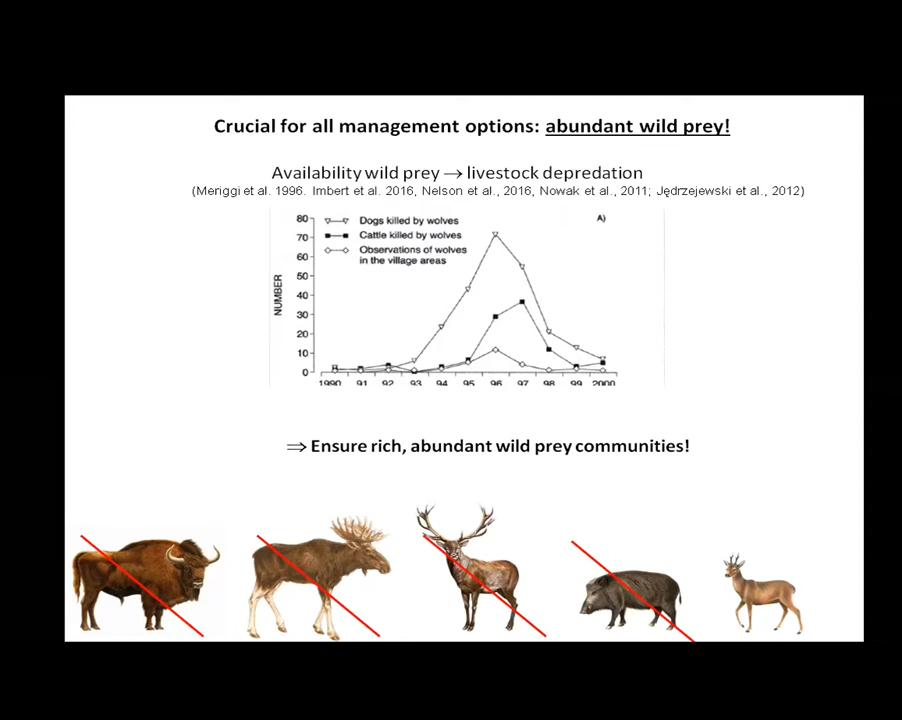 Crucial for all management options: abundant wild prey!
Availability wild prey → livestock depredation
(Meriggi et al. 1996. Imbert et al. 2016, Nelson et al., 2016, Nowak et al., 2011; Jędrzejewski et al., 2012)
A)
Dogs killed by wolves
Cattle killed by wolves
Observations of wolves
in the village areas
NUMBER
80
70
60
50
40
30
20
10
0
1990 91 92 93 94 95 96 97 98 99 2000
⇒ Ensure rich, abundant wild prey communities!